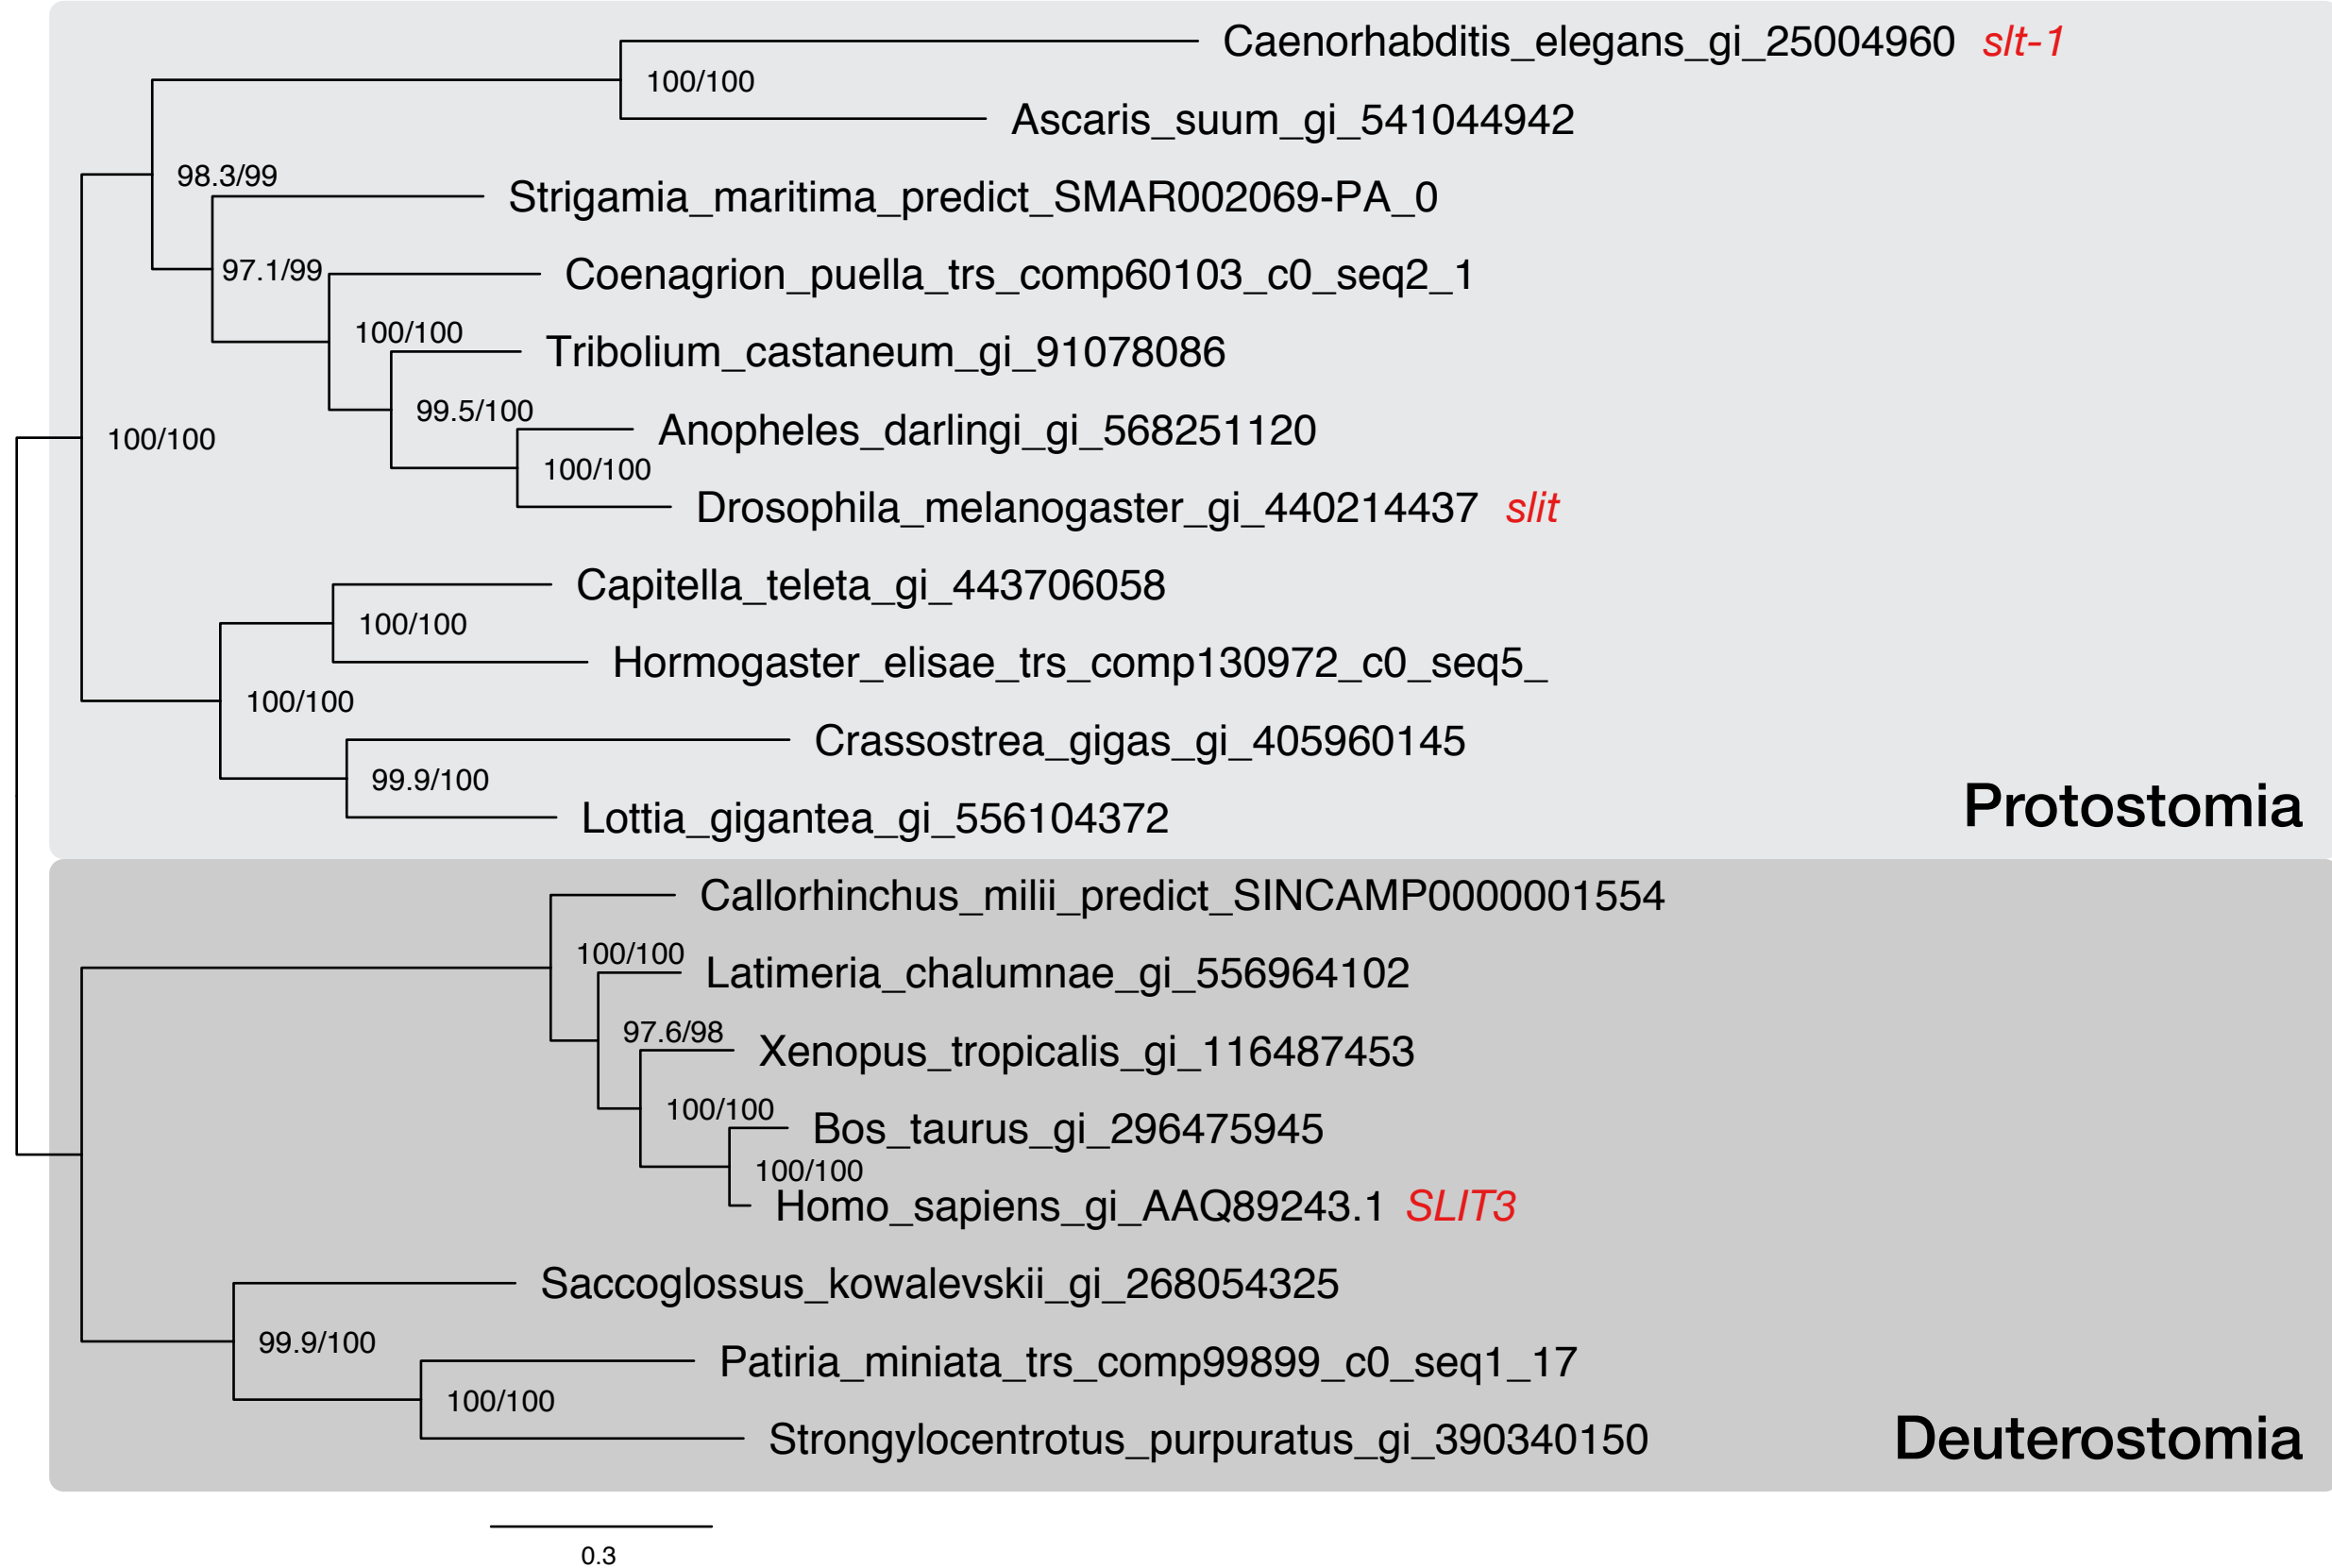 Caenorhabditis_elegans_gi_25004960 slt-1
100/100
Ascaris_suum_gi_541044942
98.3/99
Strigamia_maritima_predict_SMAR002069-PA_0
97.1/99
Coenagrion_puella_trs_comp60103_c0_seq2_1
100/100
Tribolium_castaneum_gi_91078086
99.5/100
Anopheles_darlingi_gi_568251120
100/100
100/100
Drosophila_melanogaster_gi_440214437 slit
Capitella_teleta_gi_443706058
100/100
Hormogaster_elisae_trs_comp130972_c0_seq5_
100/100
Crassostrea_gigas_gi_405960145
99.9/100
Lottia_gigantea_gi_556104372
Protostomia
Callorhinchus_milii_predict_SINCAMP0000001554
100/100
Latimeria_chalumnae_gi_556964102
97.6/98
Xenopus_tropicalis_gi_116487453
100/100
Bos_taurus_gi_296475945
100/100
Homo_sapiens_gi_AAQ89243.1 SLIT3
Saccoglossus_kowalevskii_gi_268054325
99.9/100
Patiria_miniata_trs_comp99899_c0_seq1_17
100/100
Strongylocentrotus_purpuratus_gi_390340150
Deuterostomia
0.3